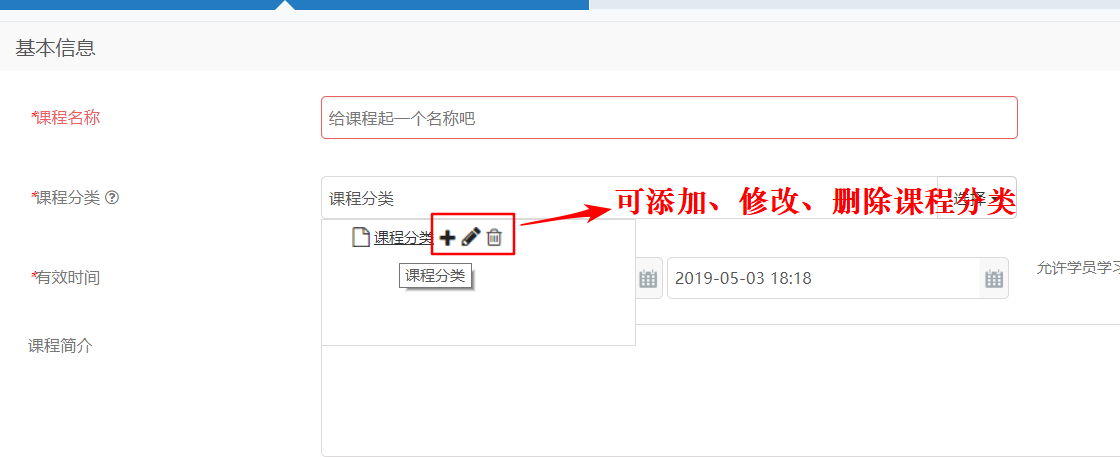 基本信息
*课程名称
给课程起一个名称吧
*课程分类
课程分类
选择
可添加、修改、删除课程分类
课程分类
课程分类
*有效时间
2019-05-03 18:18
允许学员学习
课程简介